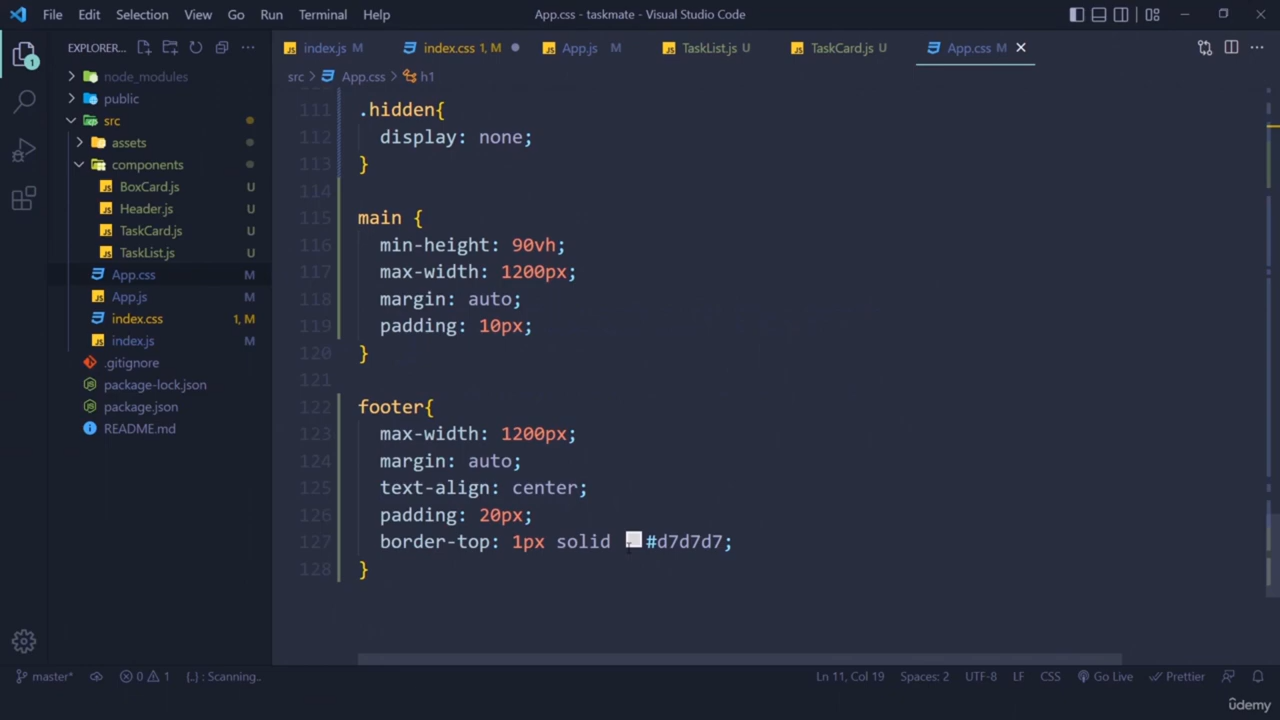 File Edit Selection View Go Run Terminal Help App.css - taskmate - Visual Studio Code
EXPLORER... index.js M index.css 1, M App.js M TaskList.js U TaskCard.js U App.css M
src > App.css > h1
node_modules
public
src
assets
components
BoxCard.js U
Header.js U
TaskCard.js U
TaskList.js U
App.css M
App.js M
index.css 1, M
index.js M
.gitignore
package-lock.json
package.json
README.md
1
111 .hidden{
112 display: none;
113 }
114
115 main {
116 min-height: 90vh;
117 max-width: 1200px;
118 margin: auto;
119 padding: 10px;
120 }
121
122 footer{
123 max-width: 1200px;
124 margin: auto;
125 text-align: center;
126 padding: 20px;
127 border-top: 1px solid #d7d7d7;
128 }
master* 0 1 {..} : Scanning.. Ln 11, Col 19 Spaces: 2 UTF-8 LF CSS Go Live Prettier
ûdemy